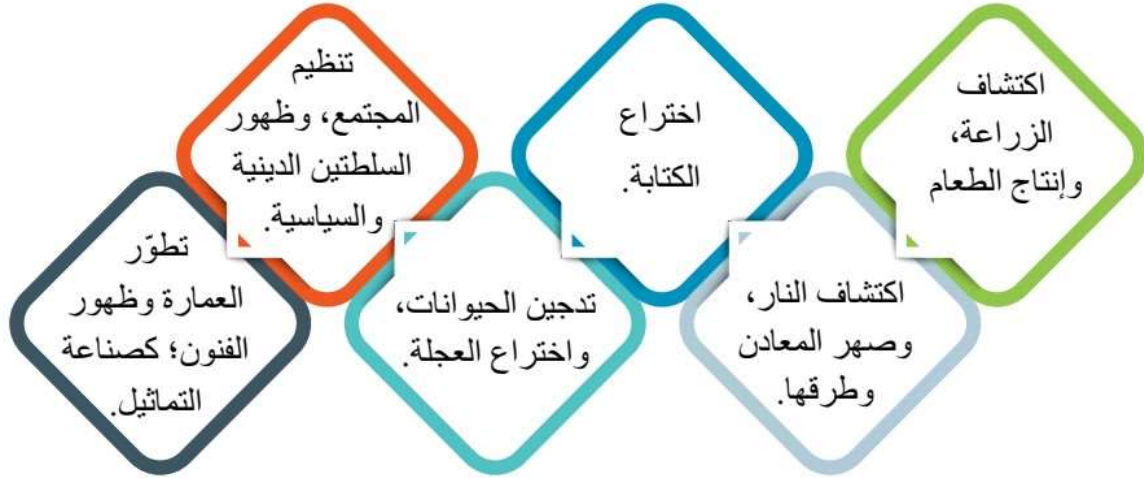 اكتشاف
الزراعة،
وإنتاج الطعام
اكتشاف النار،
وصهر المعادن
وطرقها.
اختراع
الكتابة.
تدجين الحيوانات،
واختراع العجلة.
تنظيم
المجتمع، وظهور
السلطتين الدينية
والسياسية.
تطوّر
العمارة وظهور
الفنون؛ كصناعة
التماثيل.